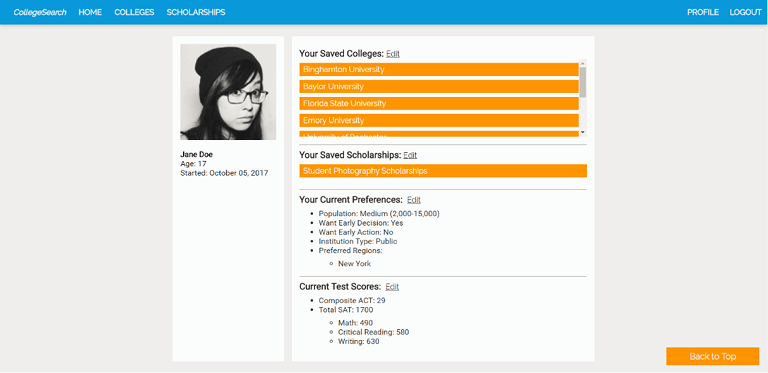 CollegeSearch HOME COLLEGES SCHOLARSHIPS PROFILE LOGOUT
Jane Doe
Age: 17
Started: October 05, 2017
Your Saved Colleges: Edit
Binghamton University
Baylor University
Florida State University
Emory University
University of Rochester
Your Saved Scholarships: Edit
Student Photography Scholarships
Your Current Preferences: Edit
Population: Medium (2,000-15,000)
Want Early Decision: Yes
Want Early Action: No
Institution Type: Public
Preferred Regions:
New York
Current Test Scores: Edit
Composite ACT: 29
Total SAT: 1700
Math: 490
Critical Reading: 580
Writing: 630
Back to Top